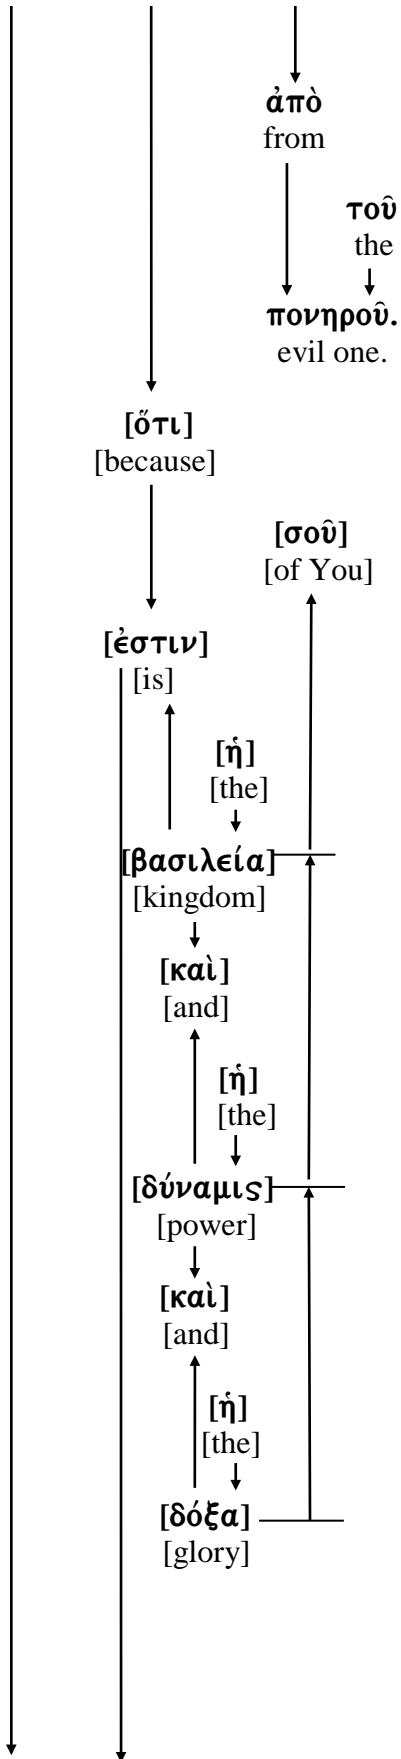 ἀπὸ
from
τοῦ
the
πονηροῦ.
evil one.
[ὅτι]
[because]
[σοῦ]
[of You]
[ἐστιν]
[is]
[ἡ]
[the]
[βασιλεία]
[kingdom]
[καὶ]
[and]
[ἡ]
[the]
[δύναμις]
[power]
[καὶ]
[and]
[ἡ]
[the]
[δόξα]
[glory]